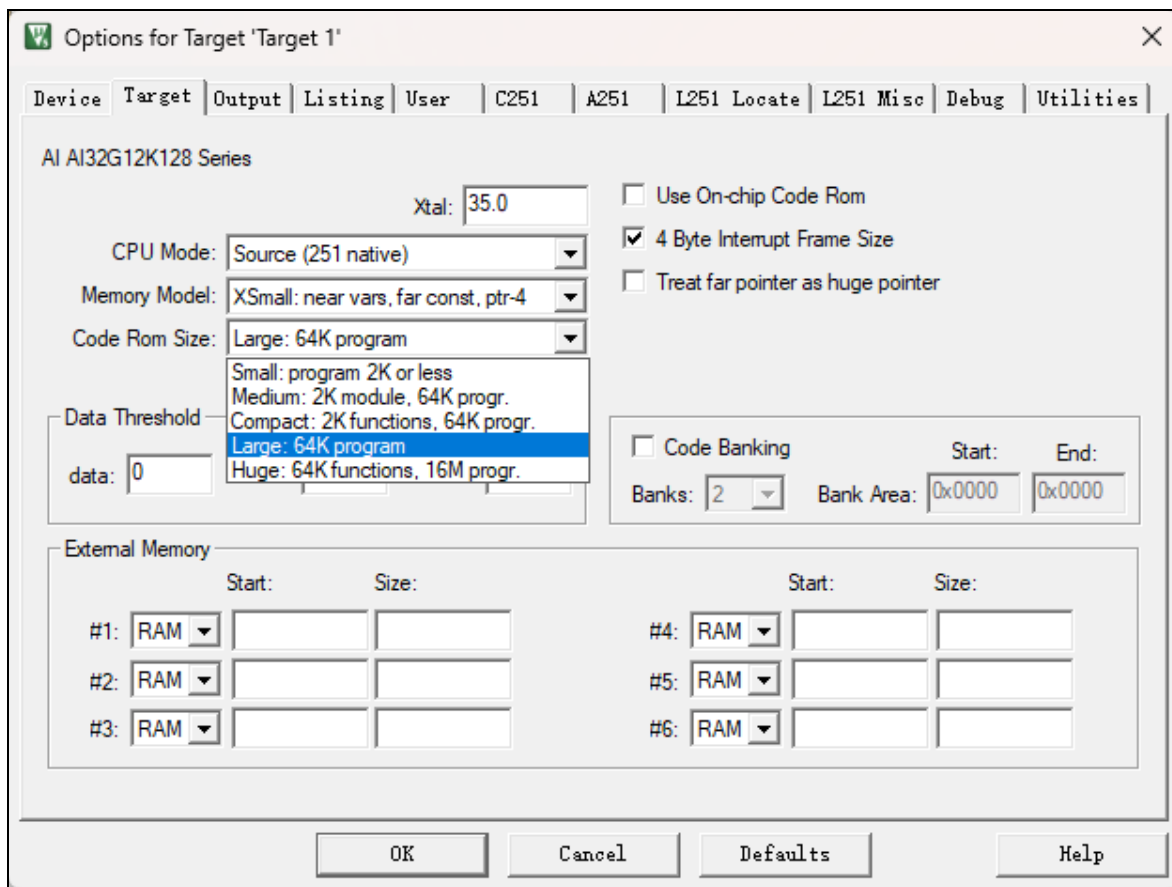 Options for Target 'Target 1'
Device Target Output Listing User C251 A251 L251 Locate L251 Misc Debug Utilities
AI AI32G12K128 Series
Xtal: 35.0
Use On-chip Code Rom
CPU Mode: Source (251 native)
4 Byte Interrupt Frame Size
Memory Model: XSmall: near vars, far const, ptr-4
Treat far pointer as huge pointer
Code Rom Size: Large: 64K program
Small: program 2K or less
Medium: 2K module, 64K progr.
Compact: 2K functions, 64K progr.
Large: 64K program
Huge: 64K functions, 16M progr.
Data Threshold
data: 0
Code Banking Start: End:
Banks: 2 Bank Area: 0x0000 0x0000
External Memory
Start: Size: Start: Size:
#1: RAM #4: RAM
#2: RAM #5: RAM
#3: RAM #6: RAM
OK Cancel Defaults Help